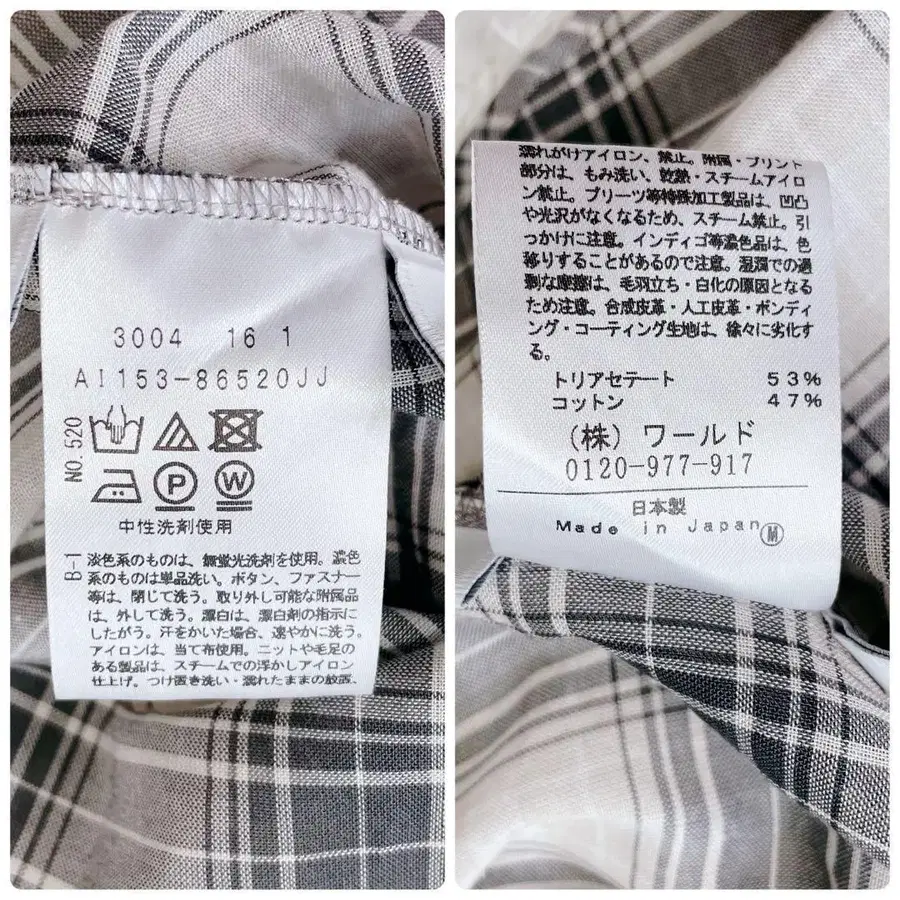 3004 16 1
AI153-86520JJ
NO.520
P
W
中性洗剤使用
B-1
淡色系のものは、無蛍光洗剤を使用。濃色
系のものは単品洗い。ボタン、ファスナー
等は、閉じて洗う。取り外し可能な附属品
は、外して洗う。漂白は、漂白剤の指示に
したがう。汗をかいた場合、速やかに洗う。
アイロンは、当て布使用。ニットや毛足の
ある製品は、スチームでの浮かしアイロン
仕上げ。つけ置き洗い・濡れたままの放置、
濡れがけアイロン、禁止。附属・プリント
部分は、もみ洗い、乾熱・スチームアイロ
ン禁止。プリーツ等特殊加工製品は、凹凸
や光沢がなくなるため、スチーム禁止。引
っかけに注意。インディゴ等濃色品は、色
移りすることがあるので注意。湿潤での過
剰な摩擦は、毛羽立ち・白化の原因となる
ため注意。合成皮革・人工皮革・ボンディ
ング・コーティング生地は、徐々に劣化す
る。
トリアセテート 53%
コットン 47%
(株)ワールド
0120-977-917
日本製
Made in Japan M